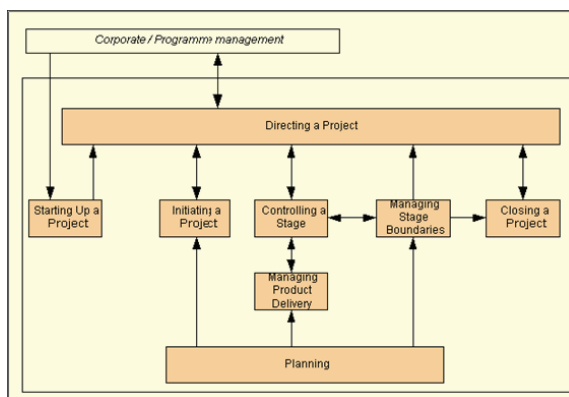 Corporate / Programme management
Directing a Project
Starting Up a
Project
Initiating a
Project
Controlling a
Stage
Managing
Stage
Boundaries
Closing a
Project
Managing
Product
Delivery
Planning